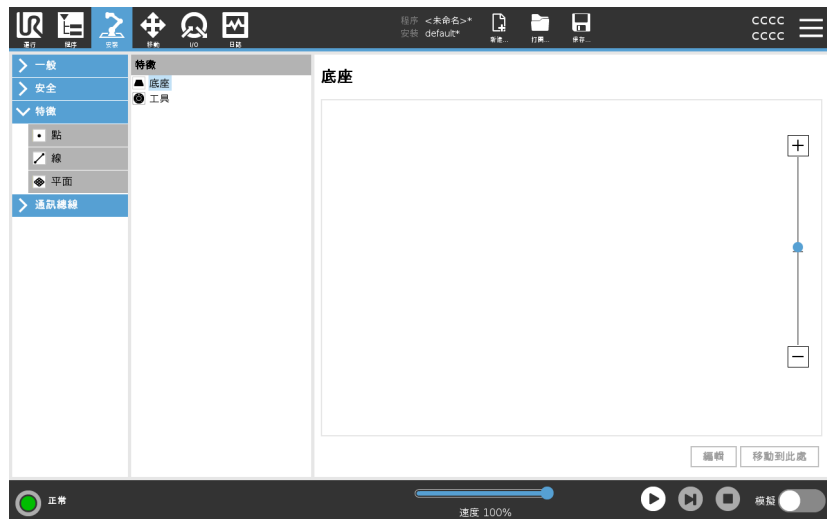 UR
運行
程序
安裝
移動
I/O
日誌
程序 <未命名>*
安裝 default*
新建...
打開...
保存...
cccc
cccc
一般
安全
特徵
點
線
平面
通訊總線
特徵
底座
工具
底座
編輯
移動到此處
正常
速度 100%
模擬